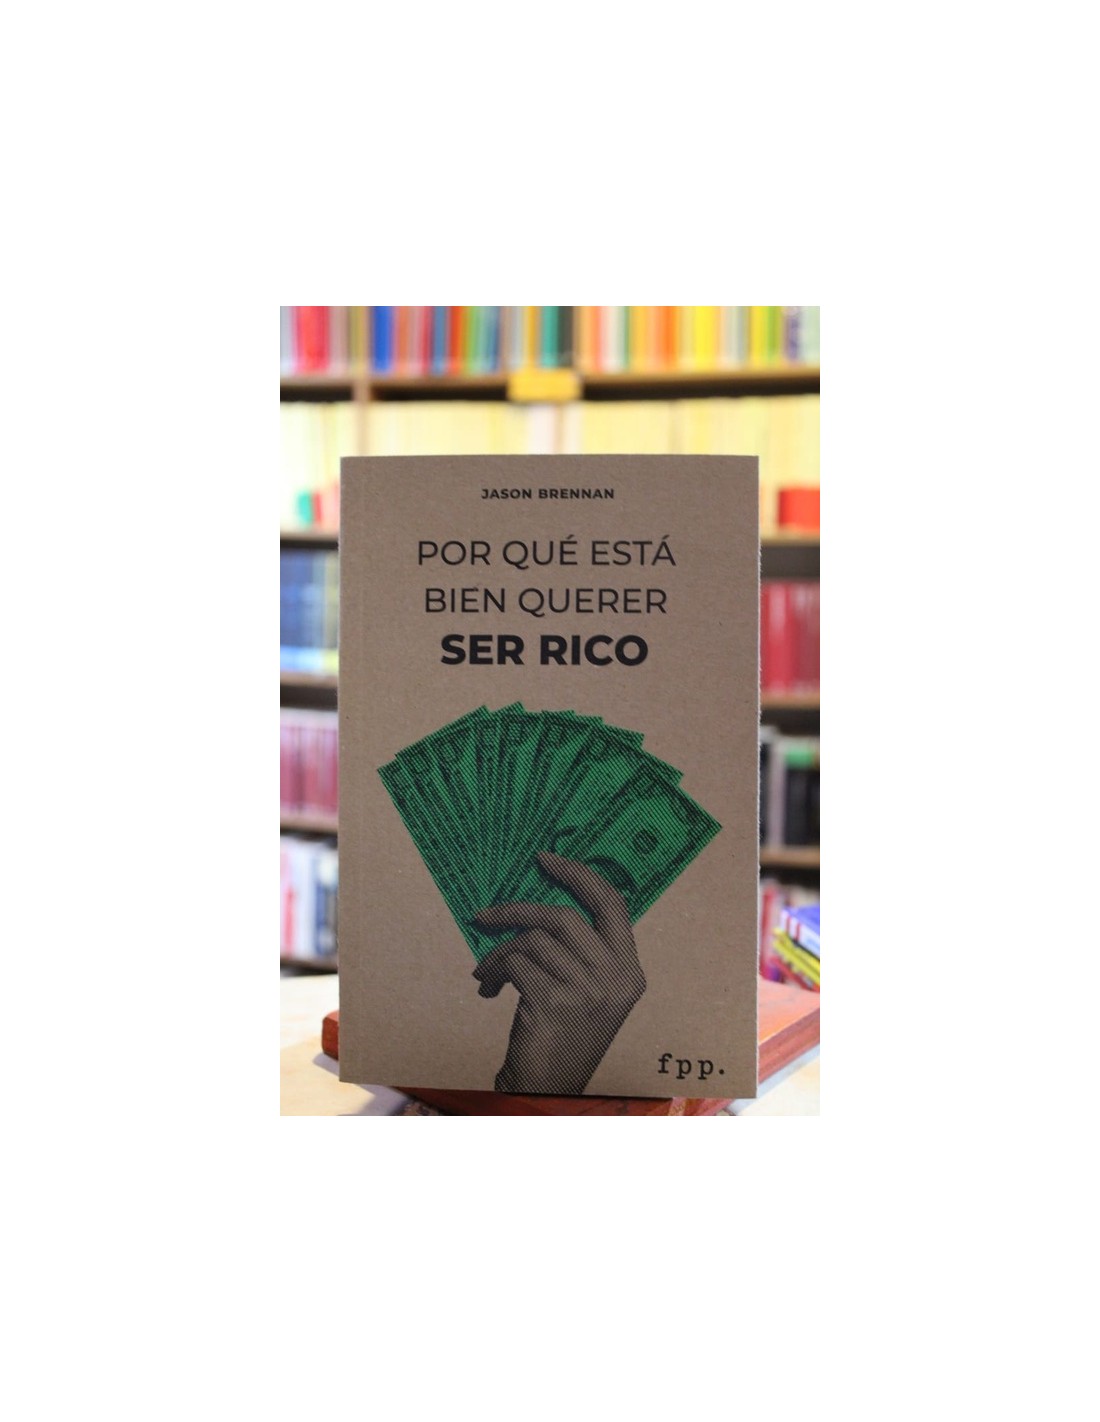 JASON BRENNAN
POR QUÉ ESTÁ
BIEN QUERER
SER RICO
fpp.